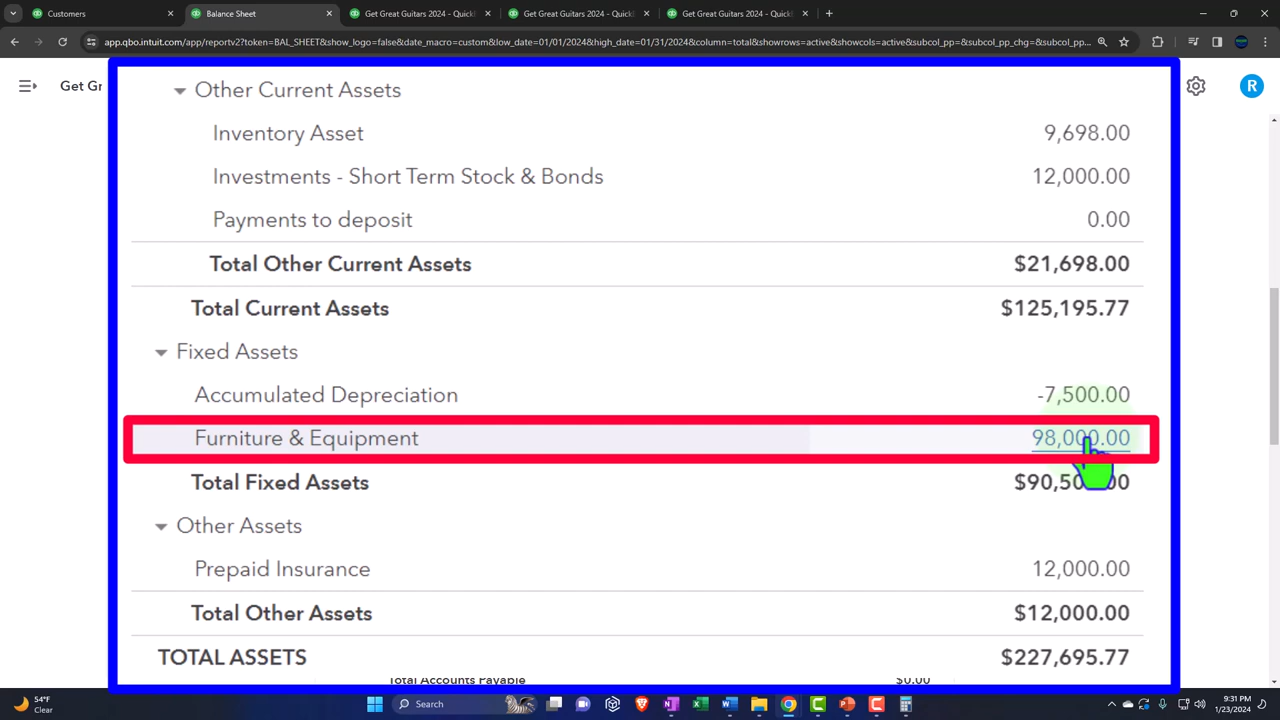 Customers
Balance Sheet
Get Great Guitars 2024 - Quick
Get Great Guitars 2024 - Quick
Get Great Guitars 2024 - Quick
app.qbo.intuit.com/app/reportv2?token=BAL_SHEET&show_logo=false&date_macro=custom&low_date=01/01/2024&high_date=01/31/2024&column=total&showrows=active&showcols=active&subcol_pp=&subcol_pp_chg=&subcol_pp...
Get Gr
R
Other Current Assets
Inventory Asset 9,698.00
Investments - Short Term Stock & Bonds 12,000.00
Payments to deposit 0.00
Total Other Current Assets $21,698.00
Total Current Assets $125,195.77
Fixed Assets
Accumulated Depreciation -7,500.00
Furniture & Equipment 98,000.00
Total Fixed Assets $90,50 00
Other Assets
Prepaid Insurance 12,000.00
Total Other Assets $12,000.00
TOTAL ASSETS $227,695.77
Total Accounts Payable $0.00
54°F
Clear
Search
9:31 PM
1/23/2024